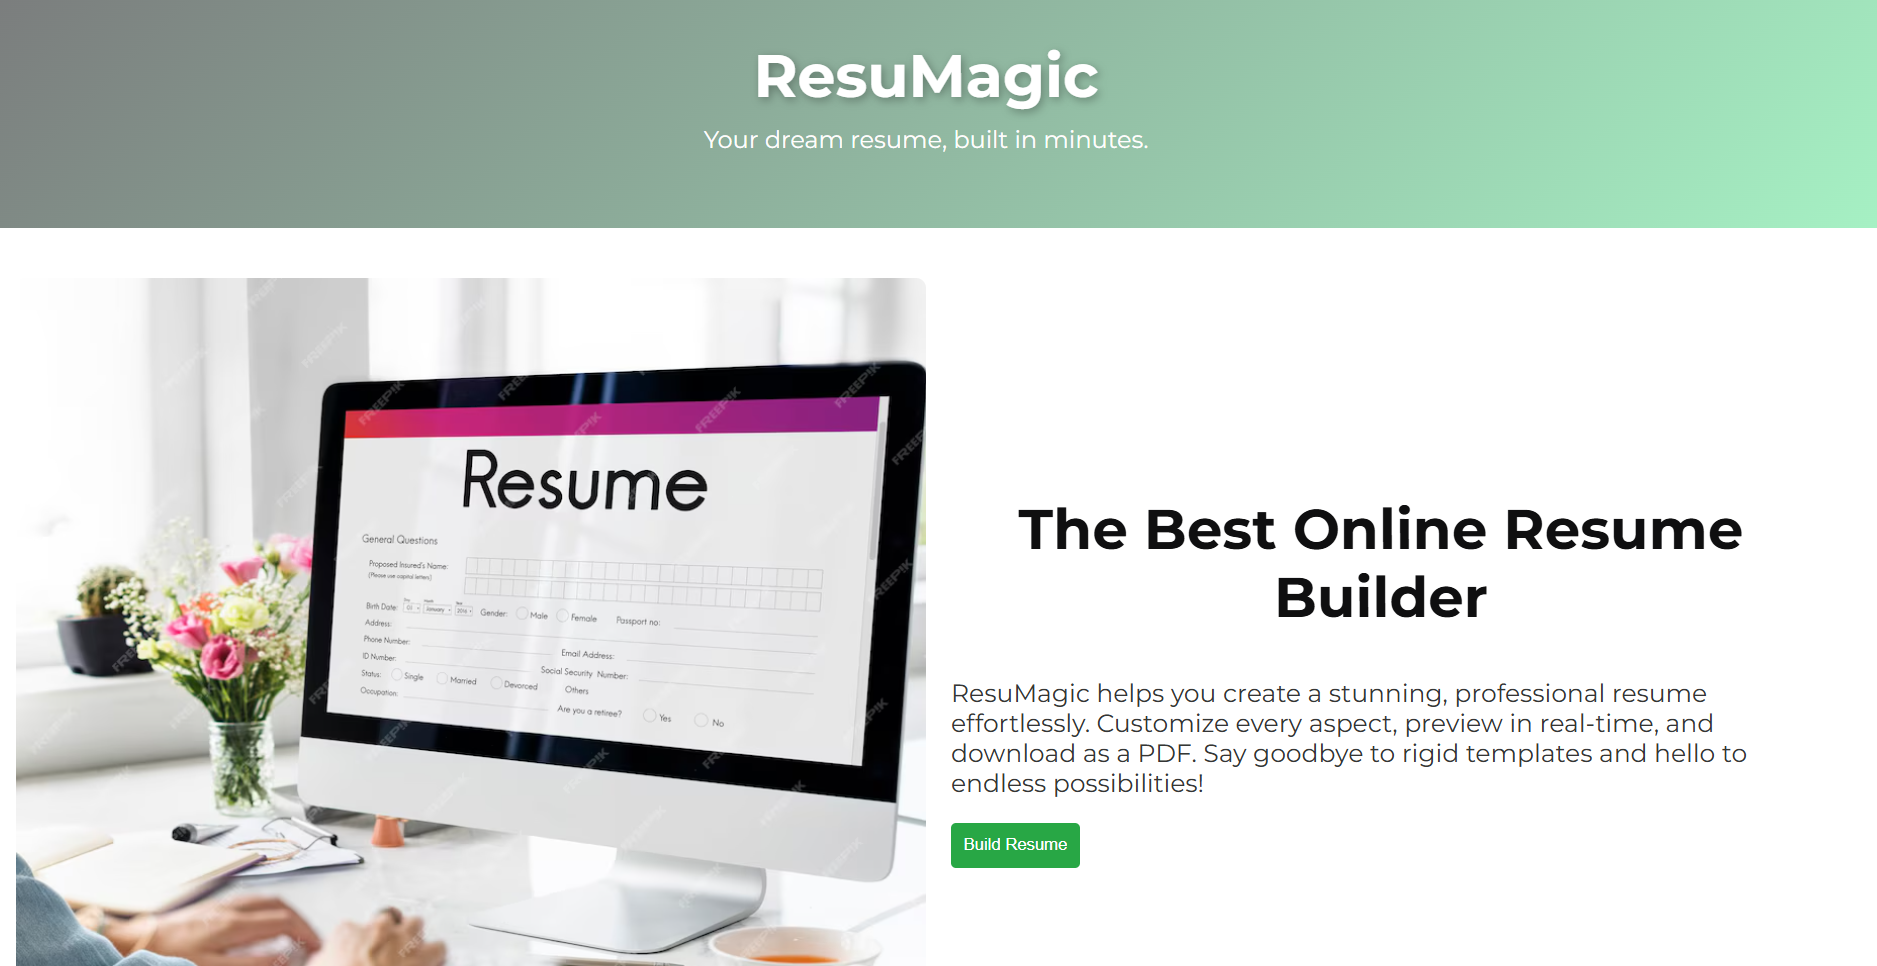 ResuMagic
Your dream resume, built in minutes.
Resume
General Questions
Proposed Insured's Name:
(Please use capital letters)
Birth Date:
01
January
2016
Gender:
Male
Female
Passport no:
Address:
Phone Number:
Email Address:
ID Number:
Social Security Number:
Status:
Single
Married
Devorced
Others
Occupation:
Are you a retiree?
Yes
No
FREEPIK
The Best Online Resume
Builder
ResuMagic helps you create a stunning, professional resume
effortlessly. Customize every aspect, preview in real-time, and
download as a PDF. Say goodbye to rigid templates and hello to
endless possibilities!
Build Resume